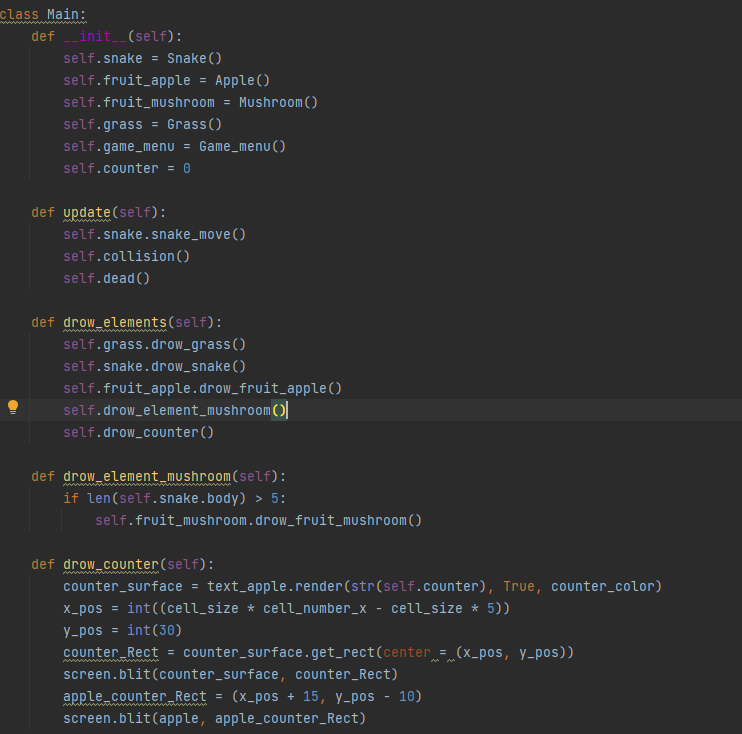 class Main:
    def __init__(self):
        self.snake = Snake()
        self.fruit_apple = Apple()
        self.fruit_mushroom = Mushroom()
        self.grass = Grass()
        self.game_menu = Game_menu()
        self.counter = 0

    def update(self):
        self.snake.snake_move()
        self.collision()
        self.dead()

    def drow_elements(self):
        self.grass.drow_grass()
        self.snake.drow_snake()
        self.fruit_apple.drow_fruit_apple()
        self.drow_element_mushroom()
        self.drow_counter()

    def drow_element_mushroom(self):
        if len(self.snake.body) > 5:
            self.fruit_mushroom.drow_fruit_mushroom()

    def drow_counter(self):
        counter_surface = text_apple.render(str(self.counter), True, counter_color)
        x_pos = int((cell_size * cell_number_x - cell_size * 5))
        y_pos = int(30)
        counter_Rect = counter_surface.get_rect(center = (x_pos, y_pos))
        screen.blit(counter_surface, counter_Rect)
        apple_counter_Rect = (x_pos + 15, y_pos - 10)
        screen.blit(apple, apple_counter_Rect)